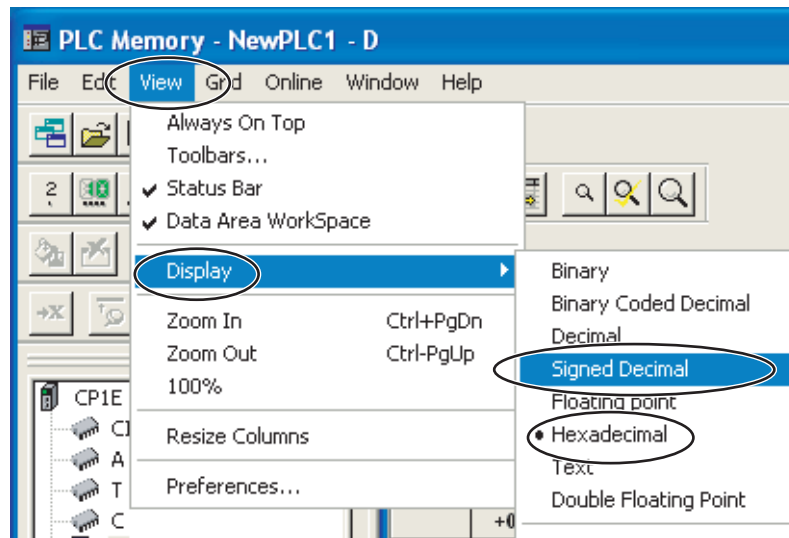 PLC Memory - NewPLC1 - D
File Edit View Grid Online Window Help
Always On Top
Toolbars...
Status Bar
Data Area WorkSpace
Display
Zoom In Ctrl+PgDn
Zoom Out Ctrl-PgUp
100%
Resize Columns
Preferences...
Binary
Binary Coded Decimal
Decimal
Signed Decimal
Floating point
Hexadecimal
Text
Double Floating Point
2
→X
CP1E
CI
A
T
C
+0